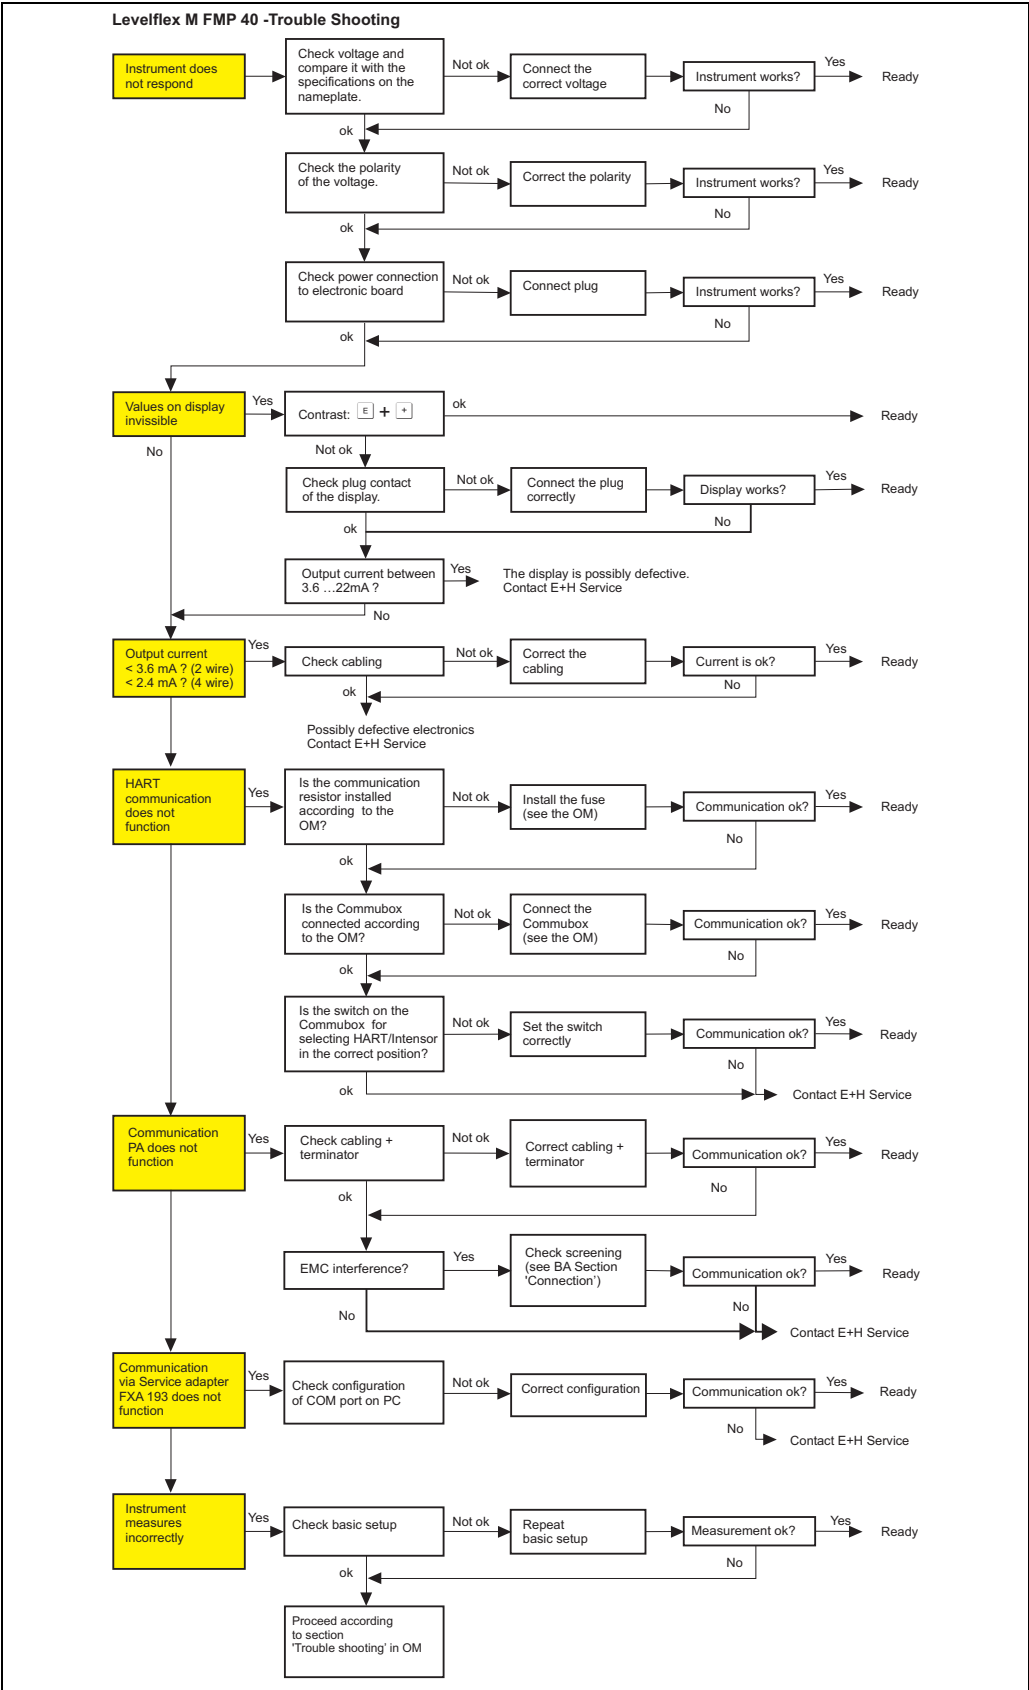 Levelflex M FMP 40 -Trouble Shooting
Instrument does
not respond
Check voltage and
compare it with the
specifications on the
nameplate.
Not ok
Connect the
correct voltage
Instrument works?
Yes
Ready
No
ok
Check the polarity
of the voltage.
Not ok
Correct the polarity
Instrument works?
Yes
Ready
No
ok
Check power connection
to electronic board
Not ok
Connect plug
Instrument works?
Yes
Ready
No
ok
Values on display
invissible
Yes
Contrast: E + +
ok
Ready
No
Not ok
Check plug contact
of the display.
Not ok
Connect the plug
correctly
Display works?
Yes
Ready
No
ok
Output current between
3.6 ...22mA ?
Yes
The display is possibly defective.
Contact E+H Service
No
Output current
< 3.6 mA ? (2 wire)
< 2.4 mA ? (4 wire)
Yes
Check cabling
Not ok
Correct the
cabling
Current is ok?
Yes
Ready
No
ok
Possibly defective electronics
Contact E+H Service
HART
communication
does not
function
Yes
Is the communication
resistor installed
according to the
OM?
Not ok
Install the fuse
(see the OM)
Communication ok?
Yes
Ready
No
ok
Is the Commubox
connected according
to the OM?
Not ok
Connect the
Commubox
(see the OM)
Communication ok?
Yes
Ready
No
ok
Is the switch on the
Commubox for
selecting HART/Intensor
in the correct position?
Not ok
Set the switch
correctly
Communication ok?
Yes
Ready
No
ok
Contact E+H Service
Communication
PA does not
function
Yes
Check cabling +
terminator
Not ok
Correct cabling +
terminator
Communication ok?
Yes
Ready
No
ok
EMC interference?
Yes
Check screening
(see BA Section
'Connection')
Communication ok?
Yes
Ready
No
No
Contact E+H Service
Communication
via Service adapter
FXA 193 does not
function
Yes
Check configuration
of COM port on PC
Not ok
Correct configuration
Communication ok?
Yes
Ready
No
Contact E+H Service
Instrument
measures
incorrectly
Yes
Check basic setup
Not ok
Repeat
basic setup
Measurement ok?
Yes
Ready
No
ok
Proceed according
to section
'Trouble shooting' in OM